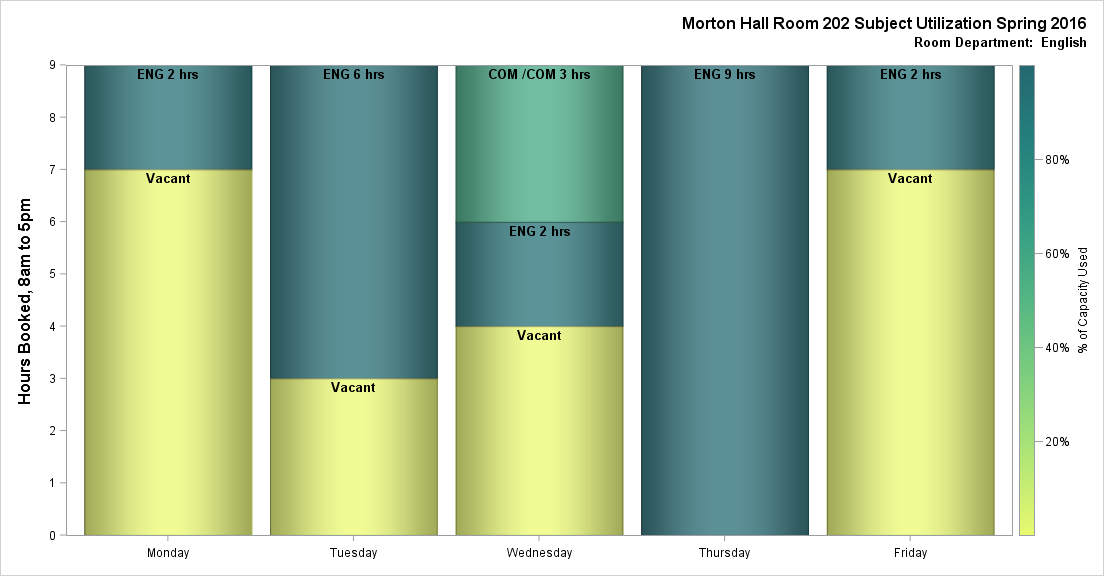 Morton Hall Room 202 Subject Utilization Spring 2016
Room Department:  English
Hours Booked, 8am to 5pm
9
8
7
6
5
4
3
2
1
0
ENG 2 hrs
Vacant
ENG 6 hrs
Vacant
COM /COM 3 hrs
ENG 2 hrs
Vacant
ENG 9 hrs
ENG 2 hrs
Vacant
Monday
Tuesday
Wednesday
Thursday
Friday
80%
60%
40%
20%
% of Capacity Used